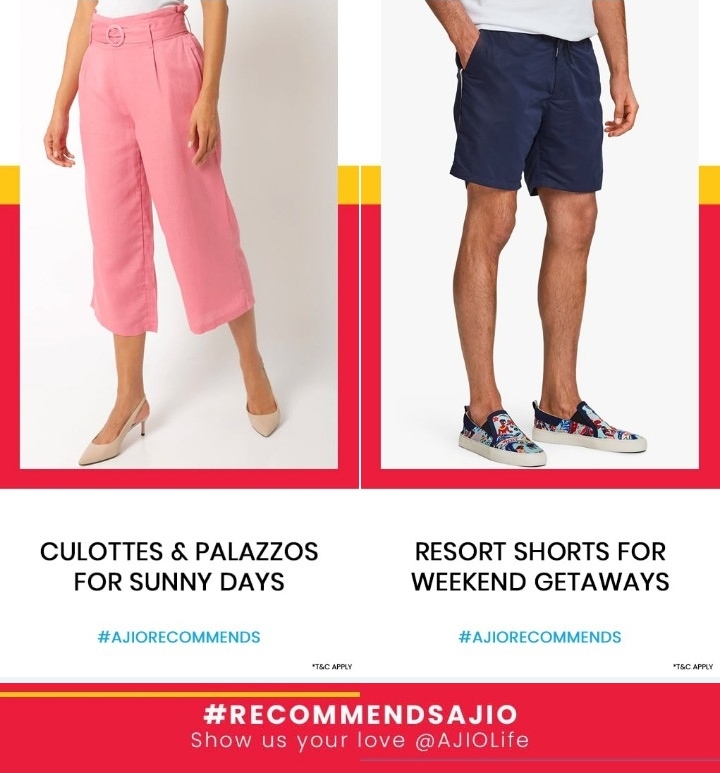 CULOTTES & PALAZZOS
FOR SUNNY DAYS
#AJIORECOMMENDS
*T&C APPLY
RESORT SHORTS FOR
WEEKEND GETAWAYS
#AJIORECOMMENDS
*T&C APPLY
#RECOMMENDSAJIO
Show us your love @AJIOLife